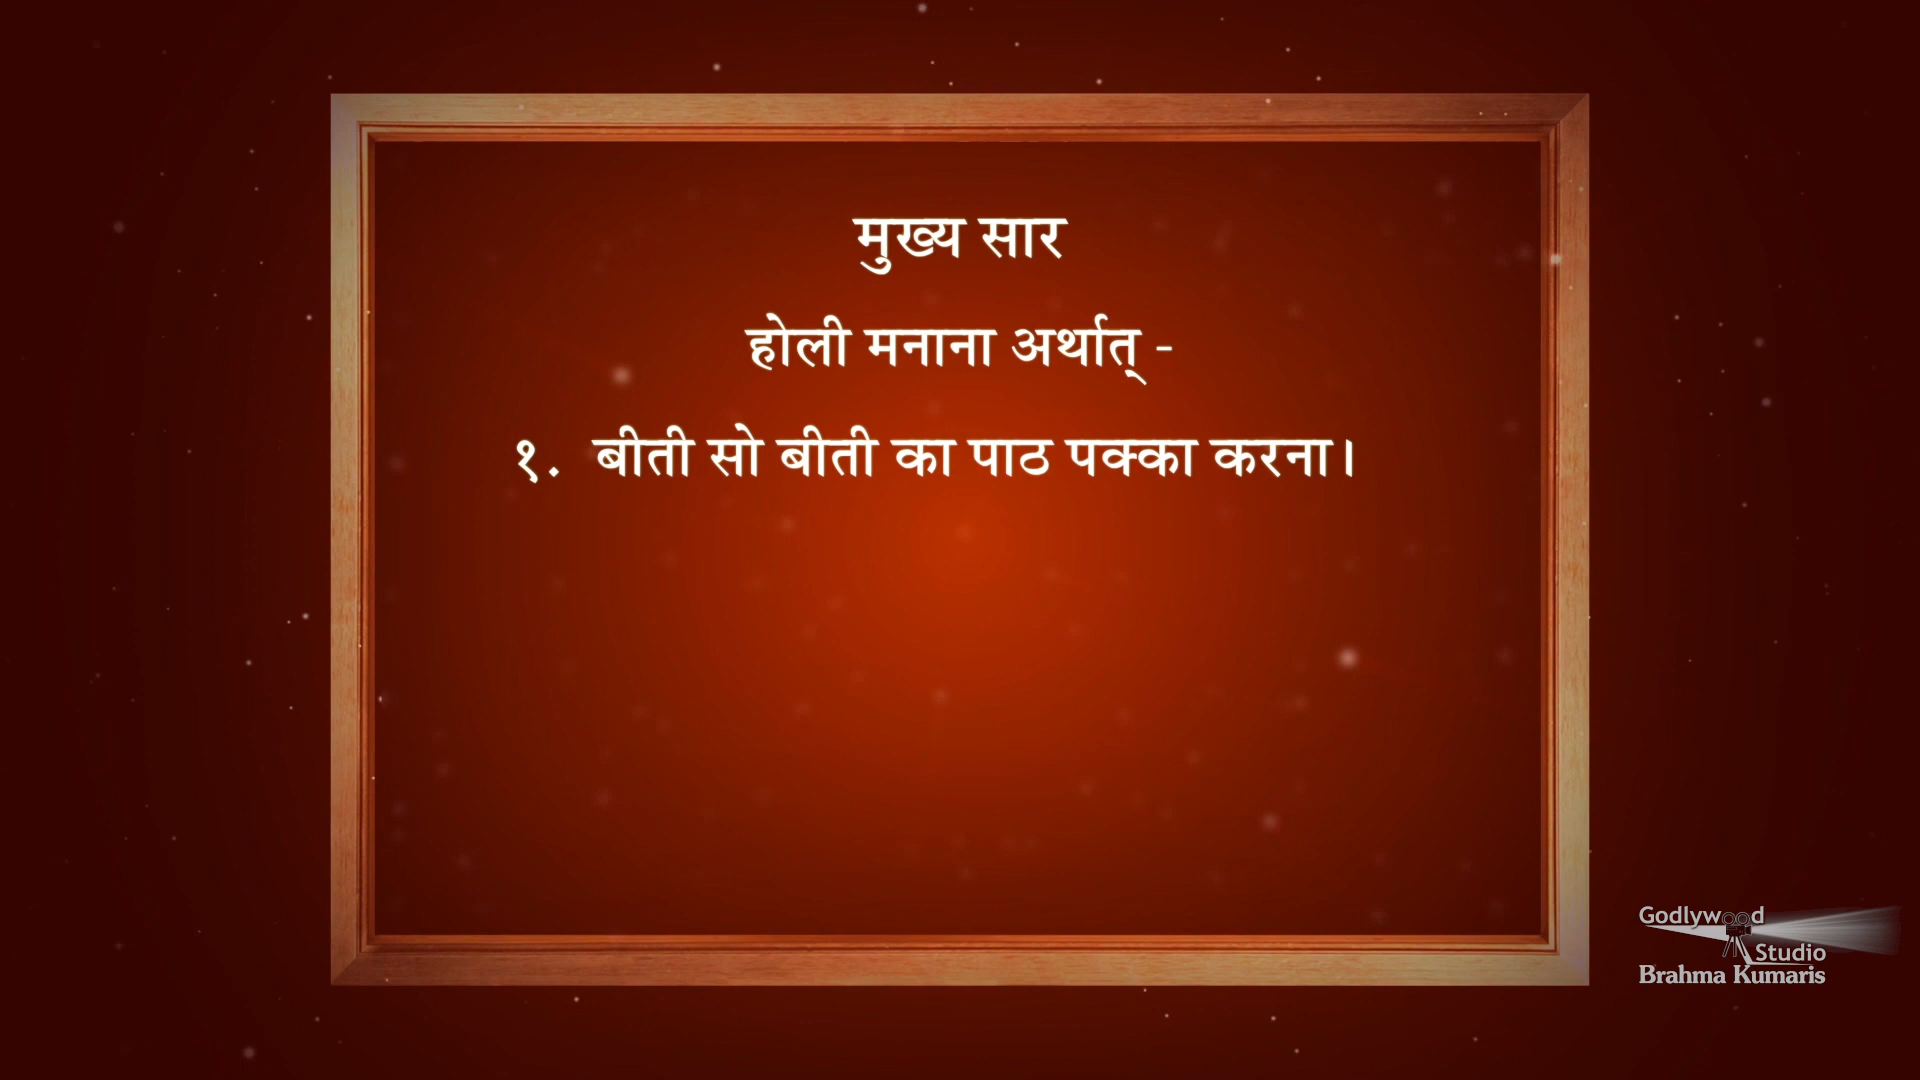 मुख्य सार
होली मनाना अर्थात् -
१. बीती सो बीती का पाठ पक्का करना।
Godlywood
Studio
Brahma Kumaris